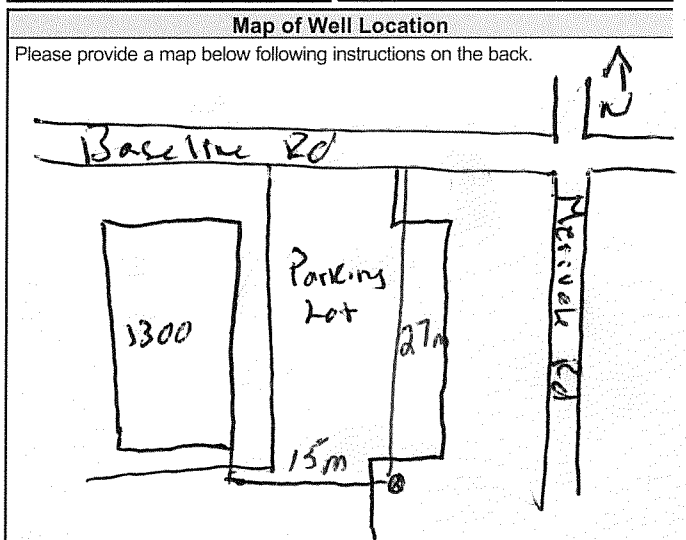 Map of Well Location
Please provide a map below following instructions on the back.
N
Baseline Rd
Merivale Rd
Parking
Lot
1300
27m
15m